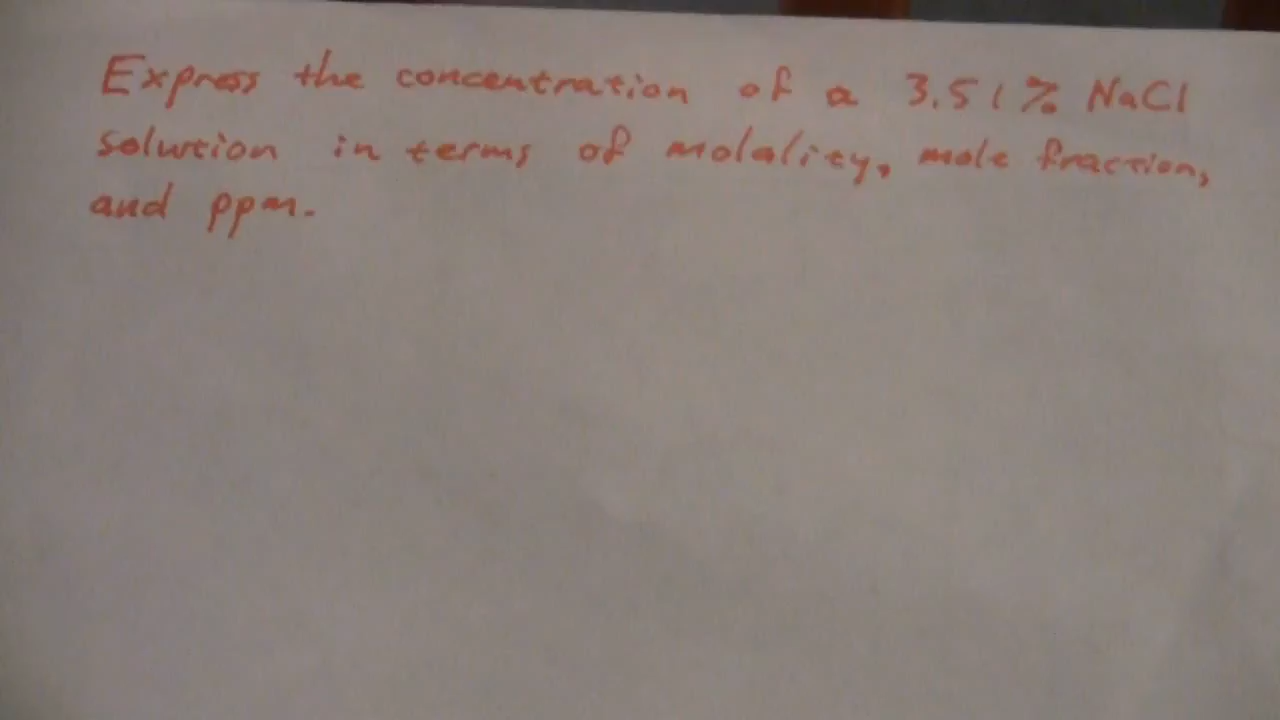 Express the concentration of a 3.51% NaCl
solution in terms of molality, mole fraction,
and ppm.